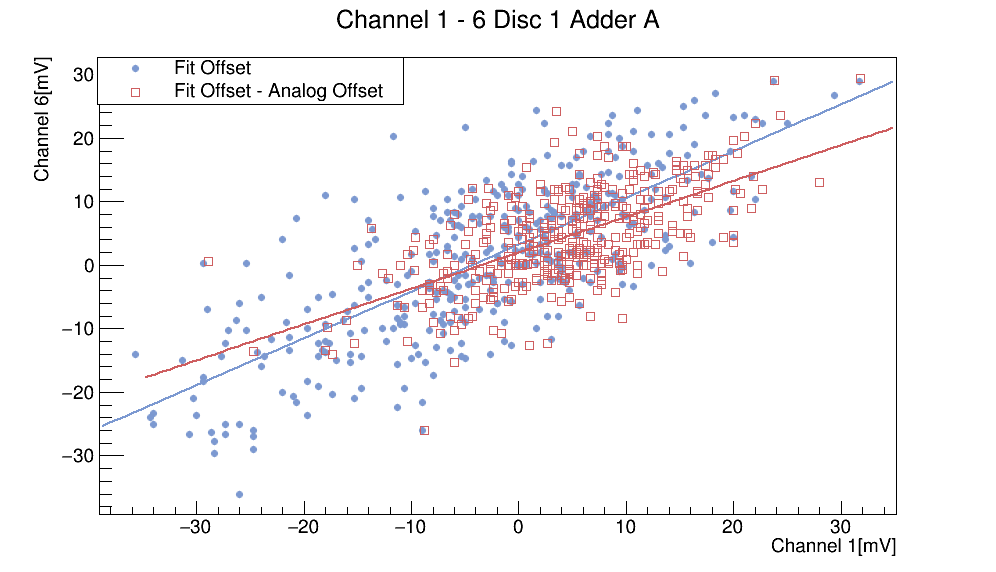 Channel 1 - 6 Disc 1 Adder A
Channel 6[mV]
Fit Offset
Fit Offset - Analog Offset
30
20
10
0
−10
−20
−30
−30
−20
−10
0
10
20
30
Channel 1[mV]